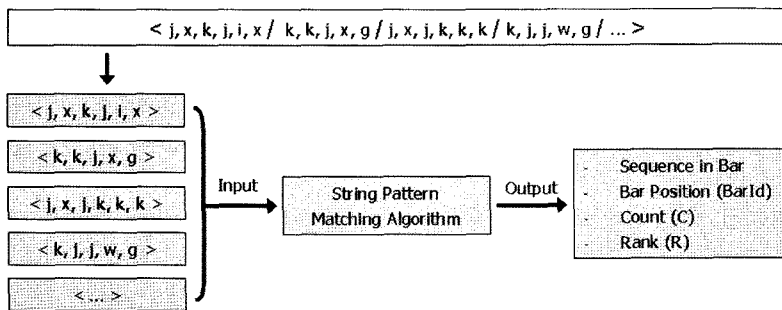 < j, x, k, j, i, x / k, k, j, x, g / j, x, j, k, k, k / k, j, j, w, g / ... >
< j, x, k, j, i, x >
< k, k, j, x, g >
< j, x, j, k, k, k >
< k, j, j, w, g >
< ... >
Input
String Pattern
Matching Algorithm
Output
- Sequence in Bar
- Bar Position (BarId)
- Count (C)
- Rank (R)